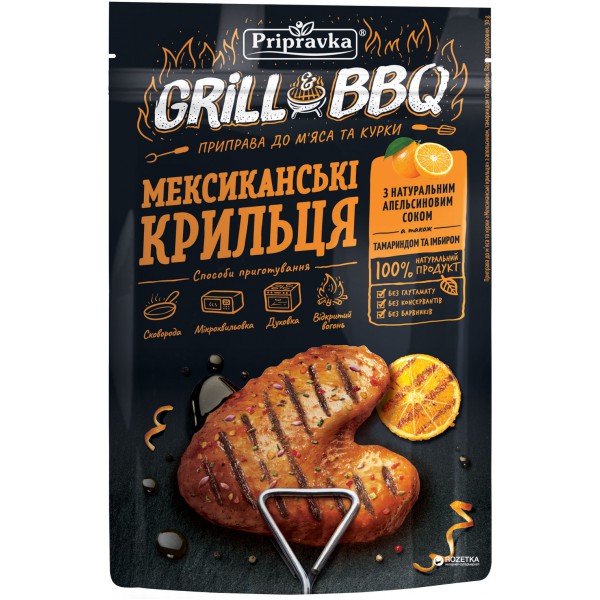 Pripravka®
GRILL & BBQ
ПРИПРАВА ДО М'ЯСА ТА КУРКИ
МЕКСИКАНСЬКІ
КРИЛЬЦЯ
З НАТУРАЛЬНИМ
АПЕЛЬСИНОВИМ
СОКОМ
а також
ТАМАРИНДОМ ТА ІМБИРОМ
100% НАТУРАЛЬНИЙ
ПРОДУКТ
БЕЗ ГЛУТАМАТУ
БЕЗ КОНСЕРВАНТІВ
БЕЗ БАРВНИКІВ
Способи приготування
Сковорода
Мікрохвильовка
Духовка
Відкритий
вогонь
ROZETKA